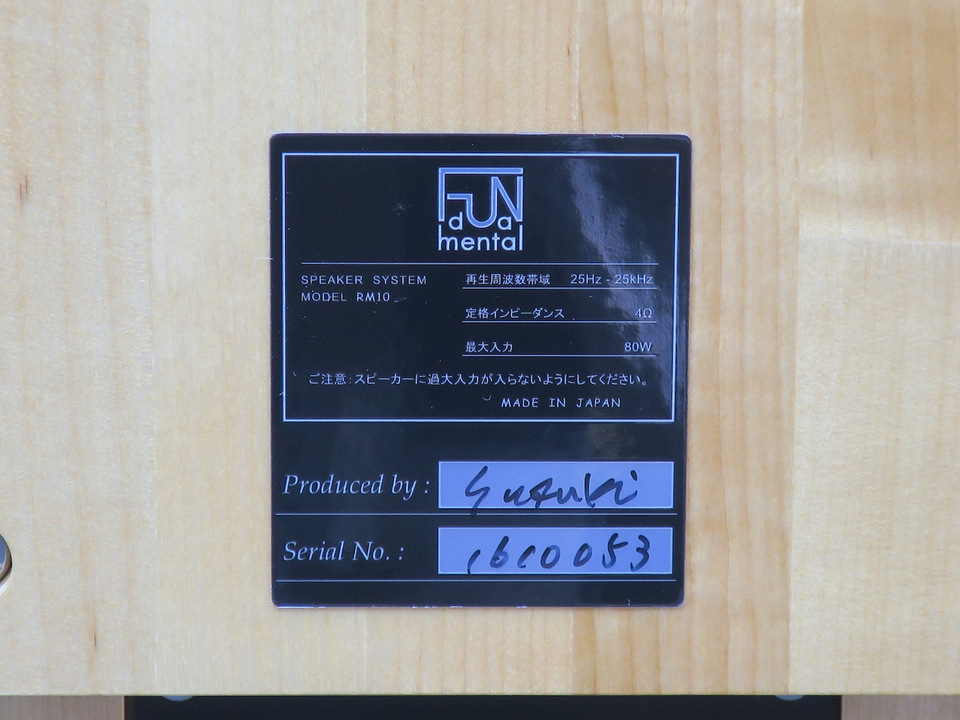 FUN
da
mental
SPEAKER SYSTEM
MODEL RM10
再生周波数帯域 25Hz - 25kHz
定格インピーダンス 4Ω
最大入力 80W
ご注意:スピーカーに過大入力が入らないようにしてください。
MADE IN JAPAN
Produced by : Suzuki
Serial No. : 1610053